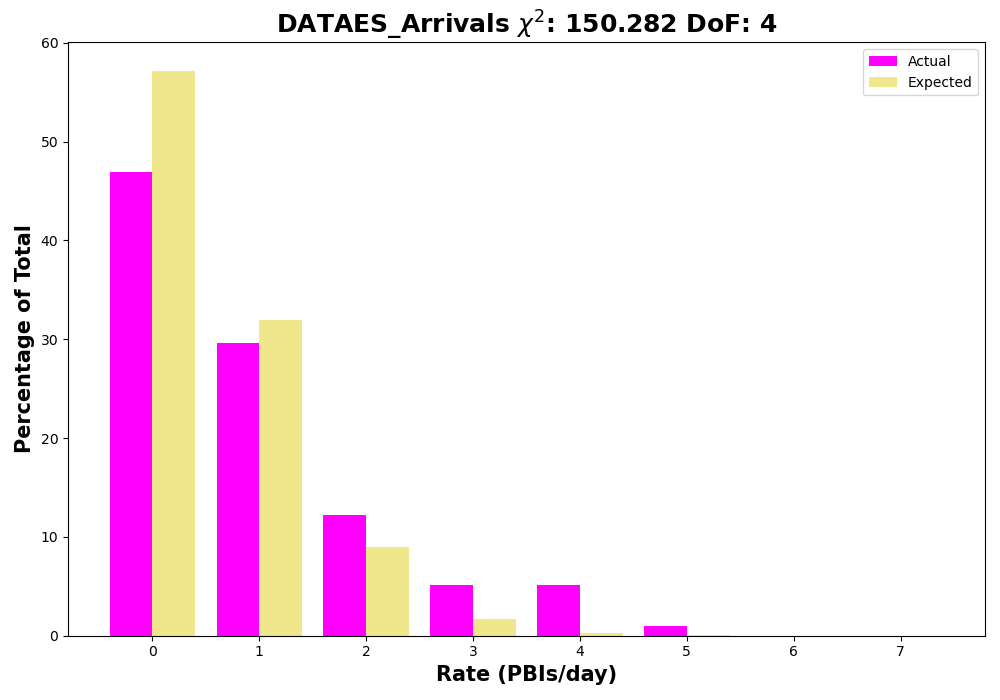 DATAES_Arrivals χ²: 150.282 DoF: 4
60
50
40
30
20
10
0
Percentage of Total
Actual
Expected
0 1 2 3 4 5 6 7
Rate (PBIs/day)